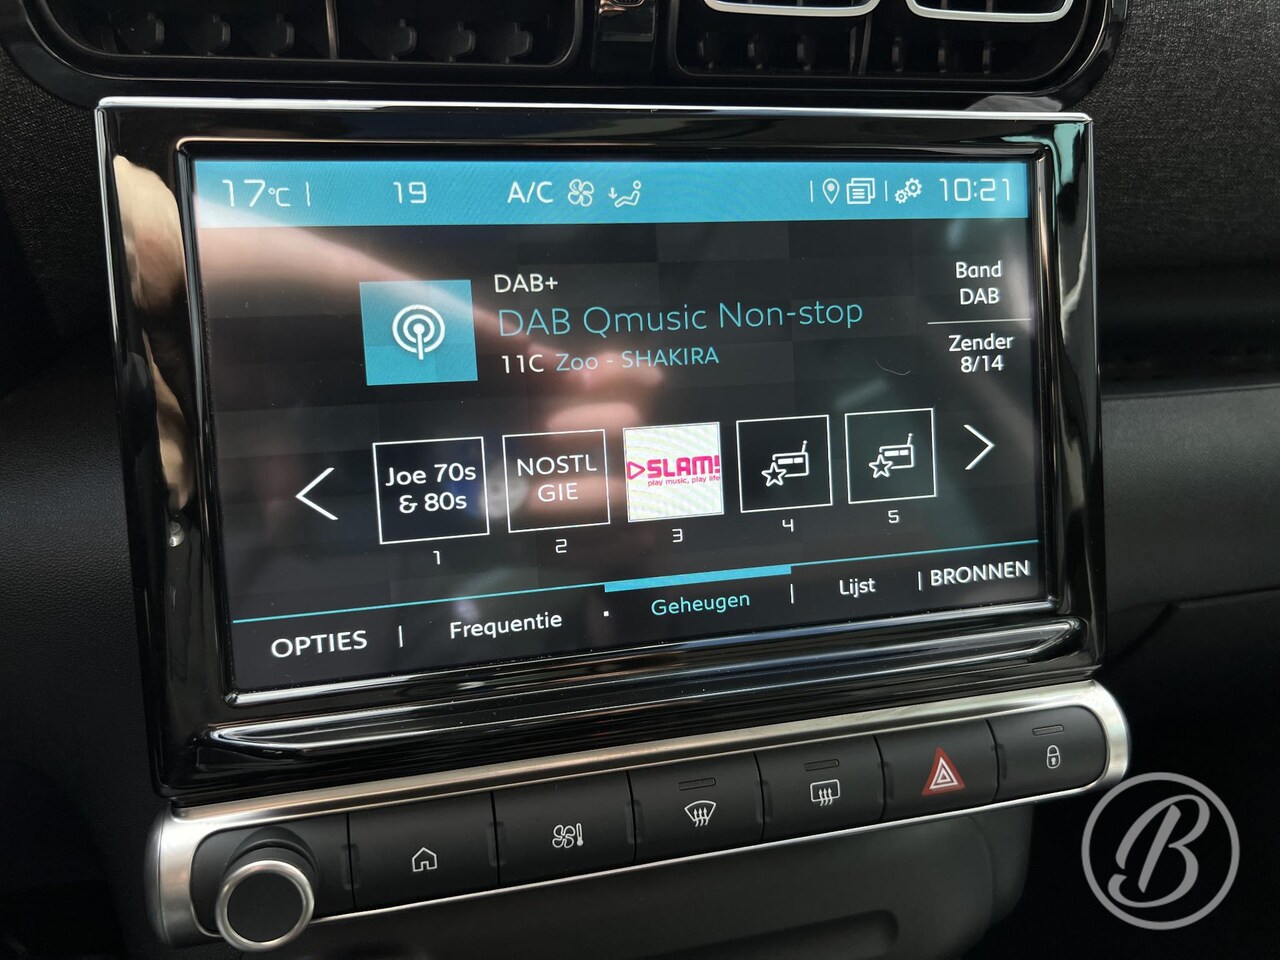 17°C
19
A/C
10:21
DAB+
DAB Qmusic Non-stop
11C Zoo - SHAKIRA
Band
DAB
Zender
8/14
Joe 70s
& 80s
NOSTL
GIE
SLAM!
play music, play life
1
2
3
4
5
OPTIES
Frequentie
Geheugen
Lijst
BRONNEN
B